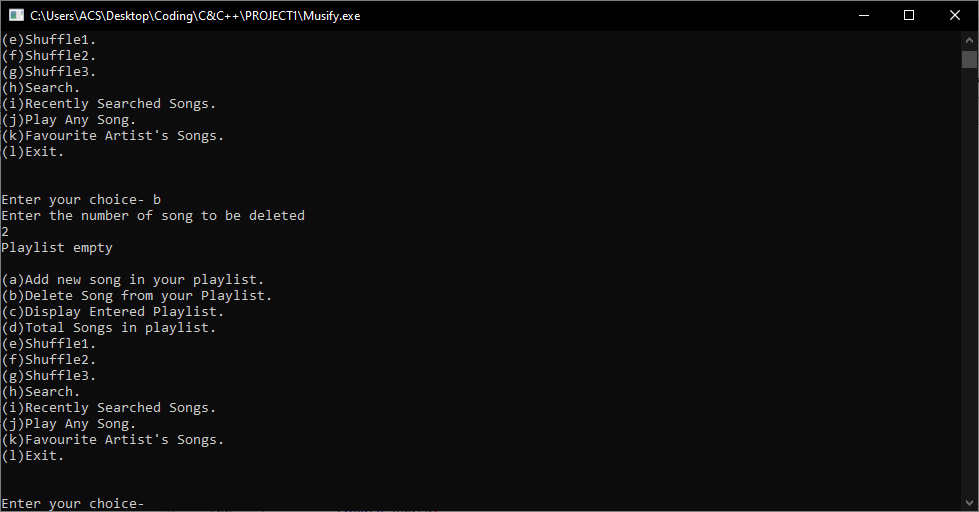 C:\Users\ACS\Desktop\Coding\C&C++\PROJECT1\Musify.exe
(e)Shuffle1.
(f)Shuffle2.
(g)Shuffle3.
(h)Search.
(i)Recently Searched Songs.
(j)Play Any Song.
(k)Favourite Artist's Songs.
(l)Exit.
Enter your choice- b
Enter the number of song to be deleted
2
Playlist empty
(a)Add new song in your playlist.
(b)Delete Song from your Playlist.
(c)Display Entered Playlist.
(d)Total Songs in playlist.
(e)Shuffle1.
(f)Shuffle2.
(g)Shuffle3.
(h)Search.
(i)Recently Searched Songs.
(j)Play Any Song.
(k)Favourite Artist's Songs.
(l)Exit.
Enter your choice-